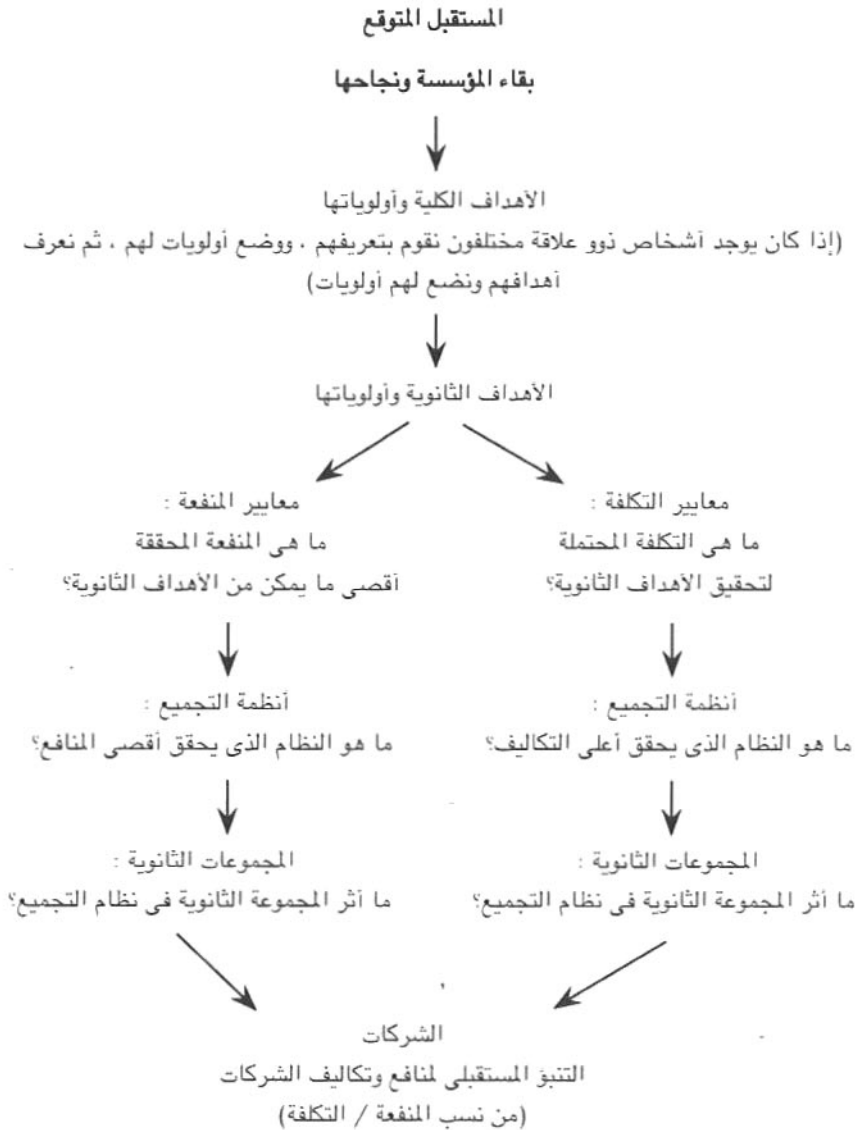 المستقبل المتوقع
بقاء المؤسسة ونجاحها
الأهداف الكلية وأولوياتها
(إذا كان يوجد أشخاص ذوو علاقة مختلفون نقوم بتعريفهم ، ووضع أولويات لهم ، ثم نعرف
أهدافهم ونضع لهم أولويات)
الأهداف الثانوية وأولوياتها
معايير التكلفة :
ما هى التكلفة المحتملة
لتحقيق الأهداف الثانوية؟
معايير المنفعة :
ما هى المنفعة المحققة
أقصى ما يمكن من الأهداف الثانوية؟
أنظمة التجميع :
ما هو النظام الذى يحقق أعلى التكاليف؟
أنظمة التجميع :
ما هو النظام الذى يحقق أقصى المنافع؟
المجموعات الثانوية :
ما أثر المجموعة الثانوية فى نظام التجميع؟
المجموعات الثانوية :
ما أثر المجموعة الثانوية فى نظام التجميع؟
الشركات
التنبؤ المستقبلى لمنافع وتكاليف الشركات
(من نسب المنفعة / التكلفة)